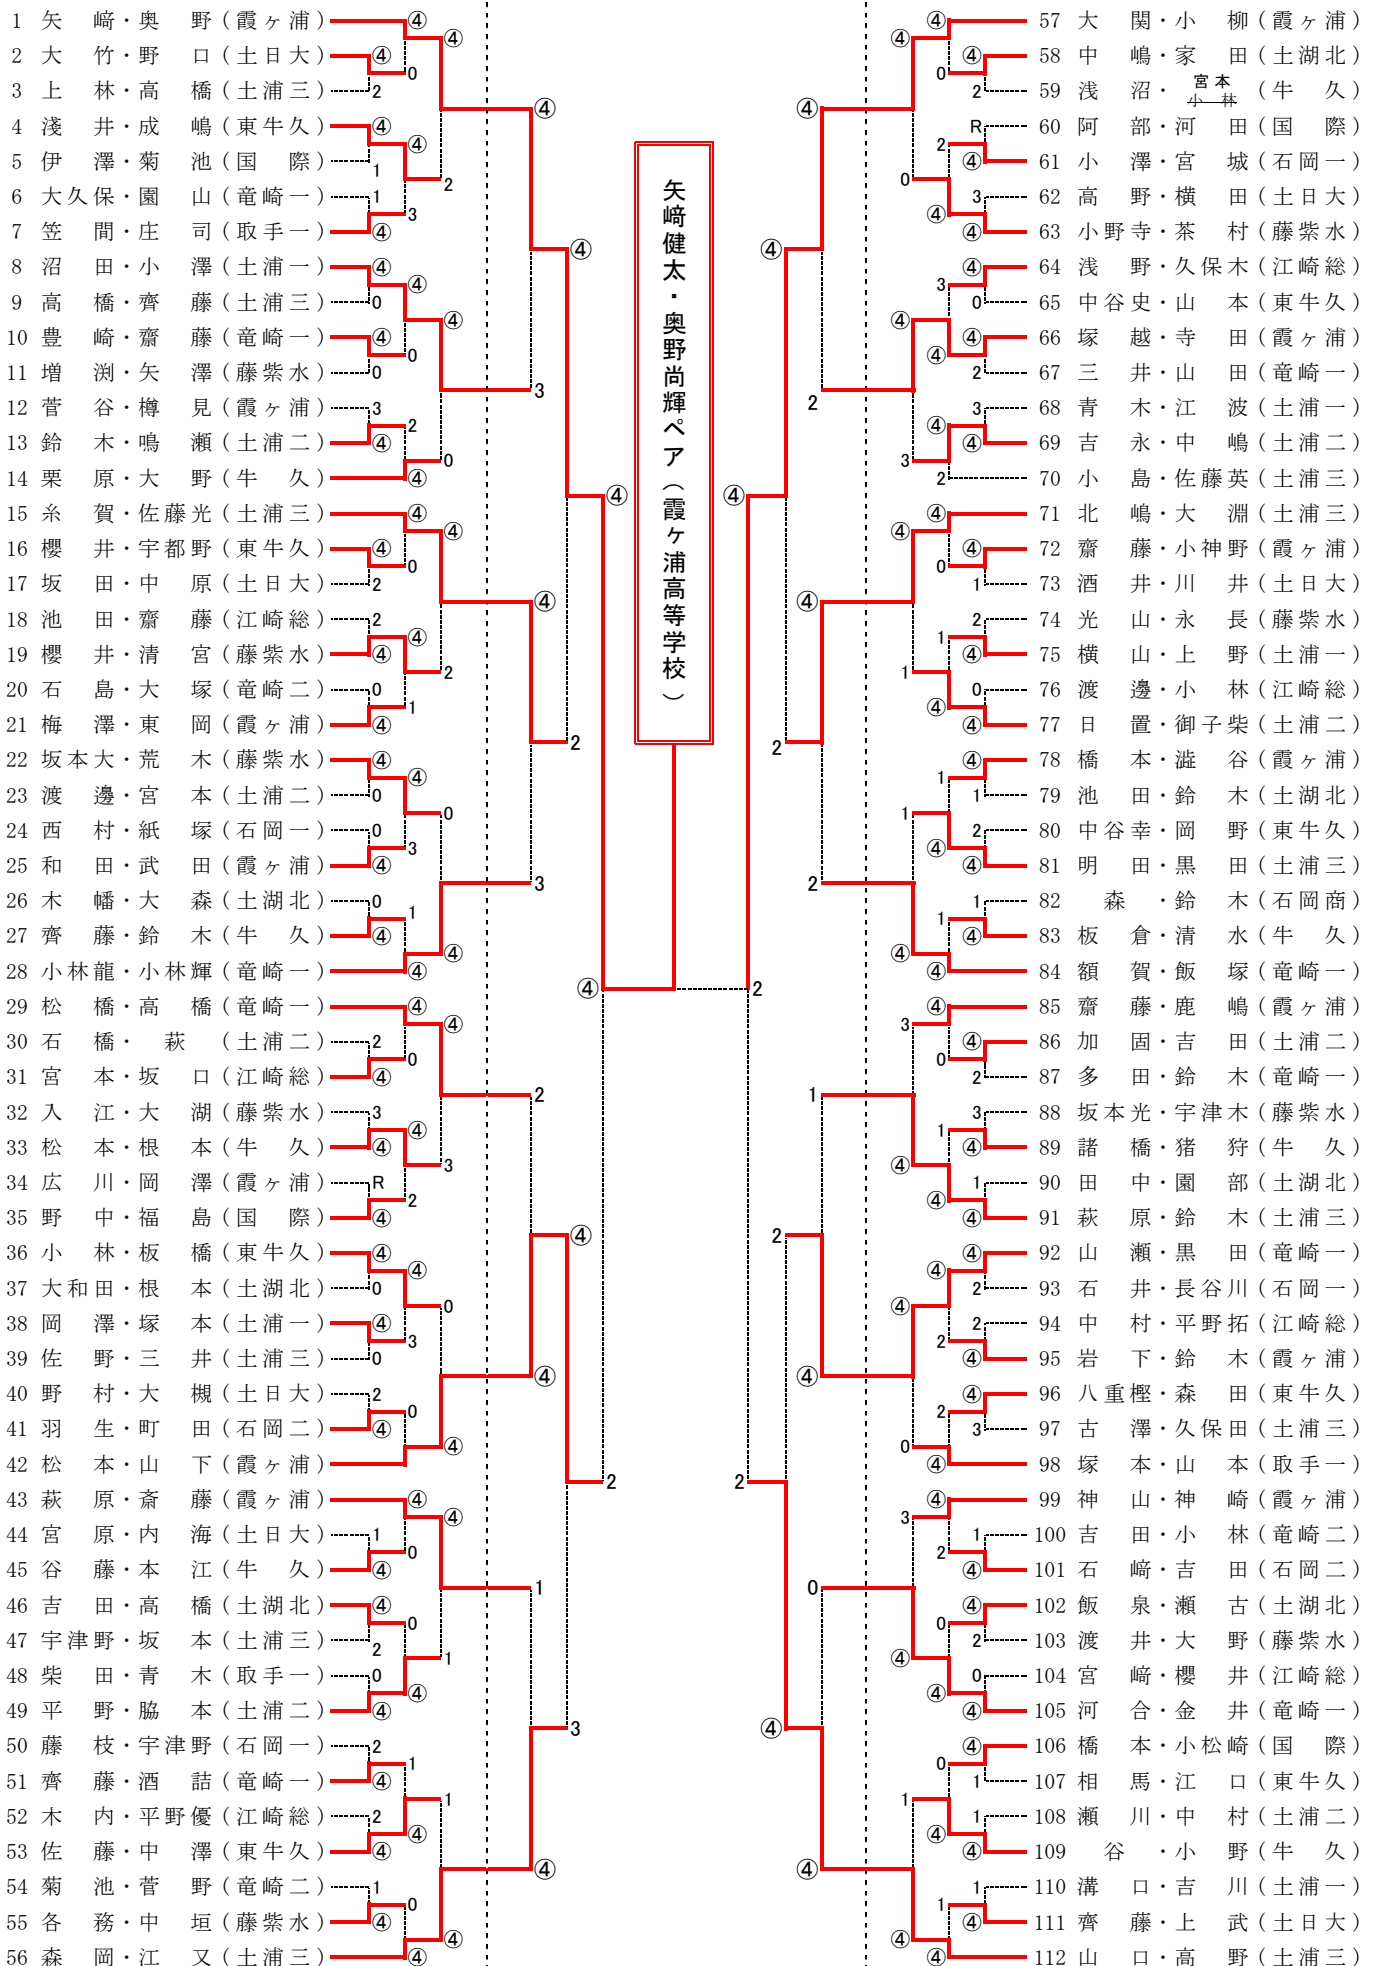 1 矢 﨑・奥 野（霞ヶ浦）
2 大 竹・野 口（土日大）
3 上 林・高 橋（土浦三）
4 淺 井・成 嶋（東牛久）
5 伊 澤・菊 池（国 際）
6 大久保・園 山（竜崎一）
7 笠 間・庄 司（取手一）
8 沼 田・小 澤（土浦一）
9 高 橋・齊 藤（土浦三）
10 豊 崎・齋 藤（竜崎一）
11 増 渕・矢 澤（藤紫水）
12 菅 谷・樽 見（霞ヶ浦）
13 鈴 木・鳴 瀬（土浦二）
14 栗 原・大 野（牛 久）
15 糸 賀・佐藤光（土浦三）
16 櫻 井・宇都野（東牛久）
17 坂 田・中 原（土日大）
18 池 田・齋 藤（江崎総）
19 櫻 井・清 宮（藤紫水）
20 石 島・大 塚（竜崎二）
21 梅 澤・東 岡（霞ヶ浦）
22 坂本大・荒 木（藤紫水）
23 渡 邊・宮 本（土浦二）
24 西 村・紙 塚（石岡一）
25 和 田・武 田（霞ヶ浦）
26 木 幡・大 森（土湖北）
27 齊 藤・鈴 木（牛 久）
28 小林龍・小林輝（竜崎一）
29 松 橋・高 橋（竜崎一）
30 石 橋・ 萩 （土浦二）
31 宮 本・坂 口（江崎総）
32 入 江・大 湖（藤紫水）
33 松 本・根 本（牛 久）
34 広 川・岡 澤（霞ヶ浦）
35 野 中・福 島（国 際）
36 小 林・板 橋（東牛久）
37 大和田・根 本（土湖北）
38 岡 澤・塚 本（土浦一）
39 佐 野・三 井（土浦三）
40 野 村・大 槻（土日大）
41 羽 生・町 田（石岡二）
42 松 本・山 下（霞ヶ浦）
43 萩 原・斎 藤（霞ヶ浦）
44 宮 原・内 海（土日大）
45 谷 藤・本 江（牛 久）
46 吉 田・高 橋（土湖北）
47 宇津野・坂 本（土浦三）
48 柴 田・青 木（取手一）
49 平 野・脇 本（土浦二）
50 藤 枝・宇津野（石岡一）
51 齊 藤・酒 詰（竜崎一）
52 木 内・平野優（江崎総）
53 佐 藤・中 澤（東牛久）
54 菊 池・菅 野（竜崎二）
55 各 務・中 垣（藤紫水）
56 森 岡・江 又（土浦三）
矢﨑健太・奥野尚輝ペア（霞ヶ浦高等学校）
57 大 関・小 柳（霞ヶ浦）
58 中 嶋・家 田（土湖北）
宮本
59 浅 沼・小 林（牛 久）
60 阿 部・河 田（国 際）
61 小 澤・宮 城（石岡一）
62 高 野・横 田（土日大）
63 小野寺・茶 村（藤紫水）
64 浅 野・久保木（江崎総）
65 中谷史・山 本（東牛久）
66 塚 越・寺 田（霞ヶ浦）
67 三 井・山 田（竜崎一）
68 青 木・江 波（土浦一）
69 吉 永・中 嶋（土浦二）
70 小 島・佐藤英（土浦三）
71 北 嶋・大 淵（土浦三）
72 齋 藤・小神野（霞ヶ浦）
73 酒 井・川 井（土日大）
74 光 山・永 長（藤紫水）
75 横 山・上 野（土浦一）
76 渡 邊・小 林（江崎総）
77 日 置・御子柴（土浦二）
78 橋 本・澁 谷（霞ヶ浦）
79 池 田・鈴 木（土湖北）
80 中谷幸・岡 野（東牛久）
81 明 田・黒 田（土浦三）
82 森 ・鈴 木（石岡商）
83 板 倉・清 水（牛 久）
84 額 賀・飯 塚（竜崎一）
85 齋 藤・鹿 嶋（霞ヶ浦）
86 加 固・吉 田（土浦二）
87 多 田・鈴 木（竜崎一）
88 坂本光・宇津木（藤紫水）
89 諸 橋・猪 狩（牛 久）
90 田 中・園 部（土湖北）
91 萩 原・鈴 木（土浦三）
92 山 瀬・黒 田（竜崎一）
93 石 井・長谷川（石岡一）
94 中 村・平野拓（江崎総）
95 岩 下・鈴 木（霞ヶ浦）
96 八重樫・森 田（東牛久）
97 古 澤・久保田（土浦三）
98 塚 本・山 本（取手一）
99 神 山・神 崎（霞ヶ浦）
100 吉 田・小 林（竜崎二）
101 石 﨑・吉 田（石岡二）
102 飯 泉・瀬 古（土湖北）
103 渡 井・大 野（藤紫水）
104 宮 﨑・櫻 井（江崎総）
105 河 合・金 井（竜崎一）
106 橋 本・小松崎（国 際）
107 相 馬・江 口（東牛久）
108 瀬 川・中 村（土浦二）
109 谷 ・小 野（牛 久）
110 溝 口・吉 川（土浦一）
111 齊 藤・上 武（土日大）
112 山 口・高 野（土浦三）